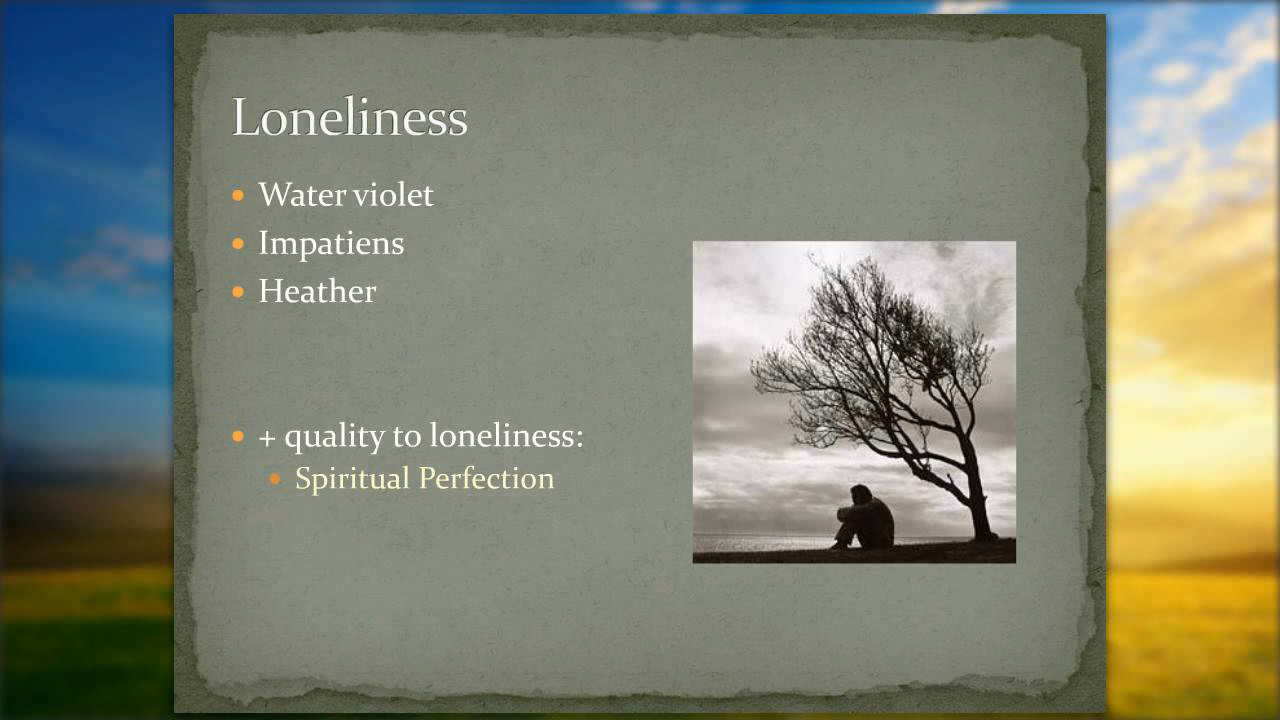 Loneliness
Water violet
Impatiens
Heather
+ quality to loneliness:
Spiritual Perfection